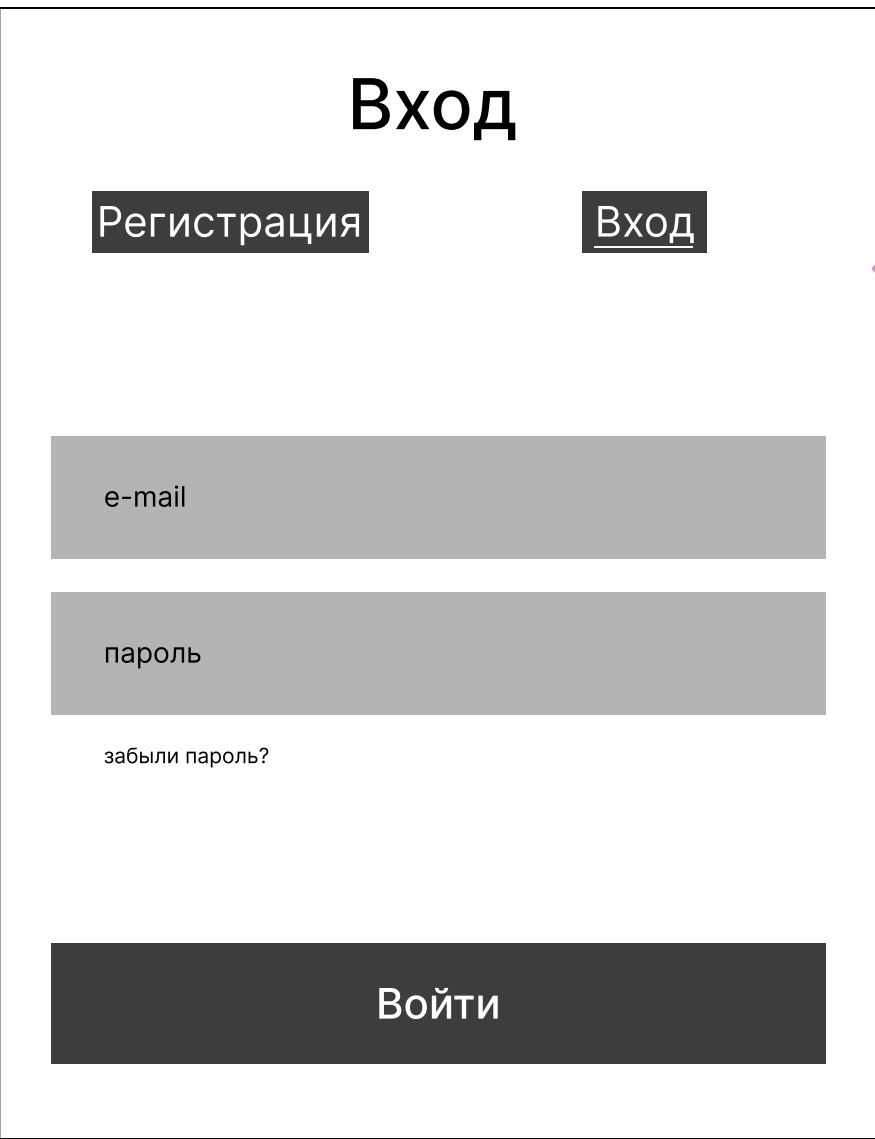 Вход
Регистрация
Вход
e-mail
пароль
забыли пароль?
Войти